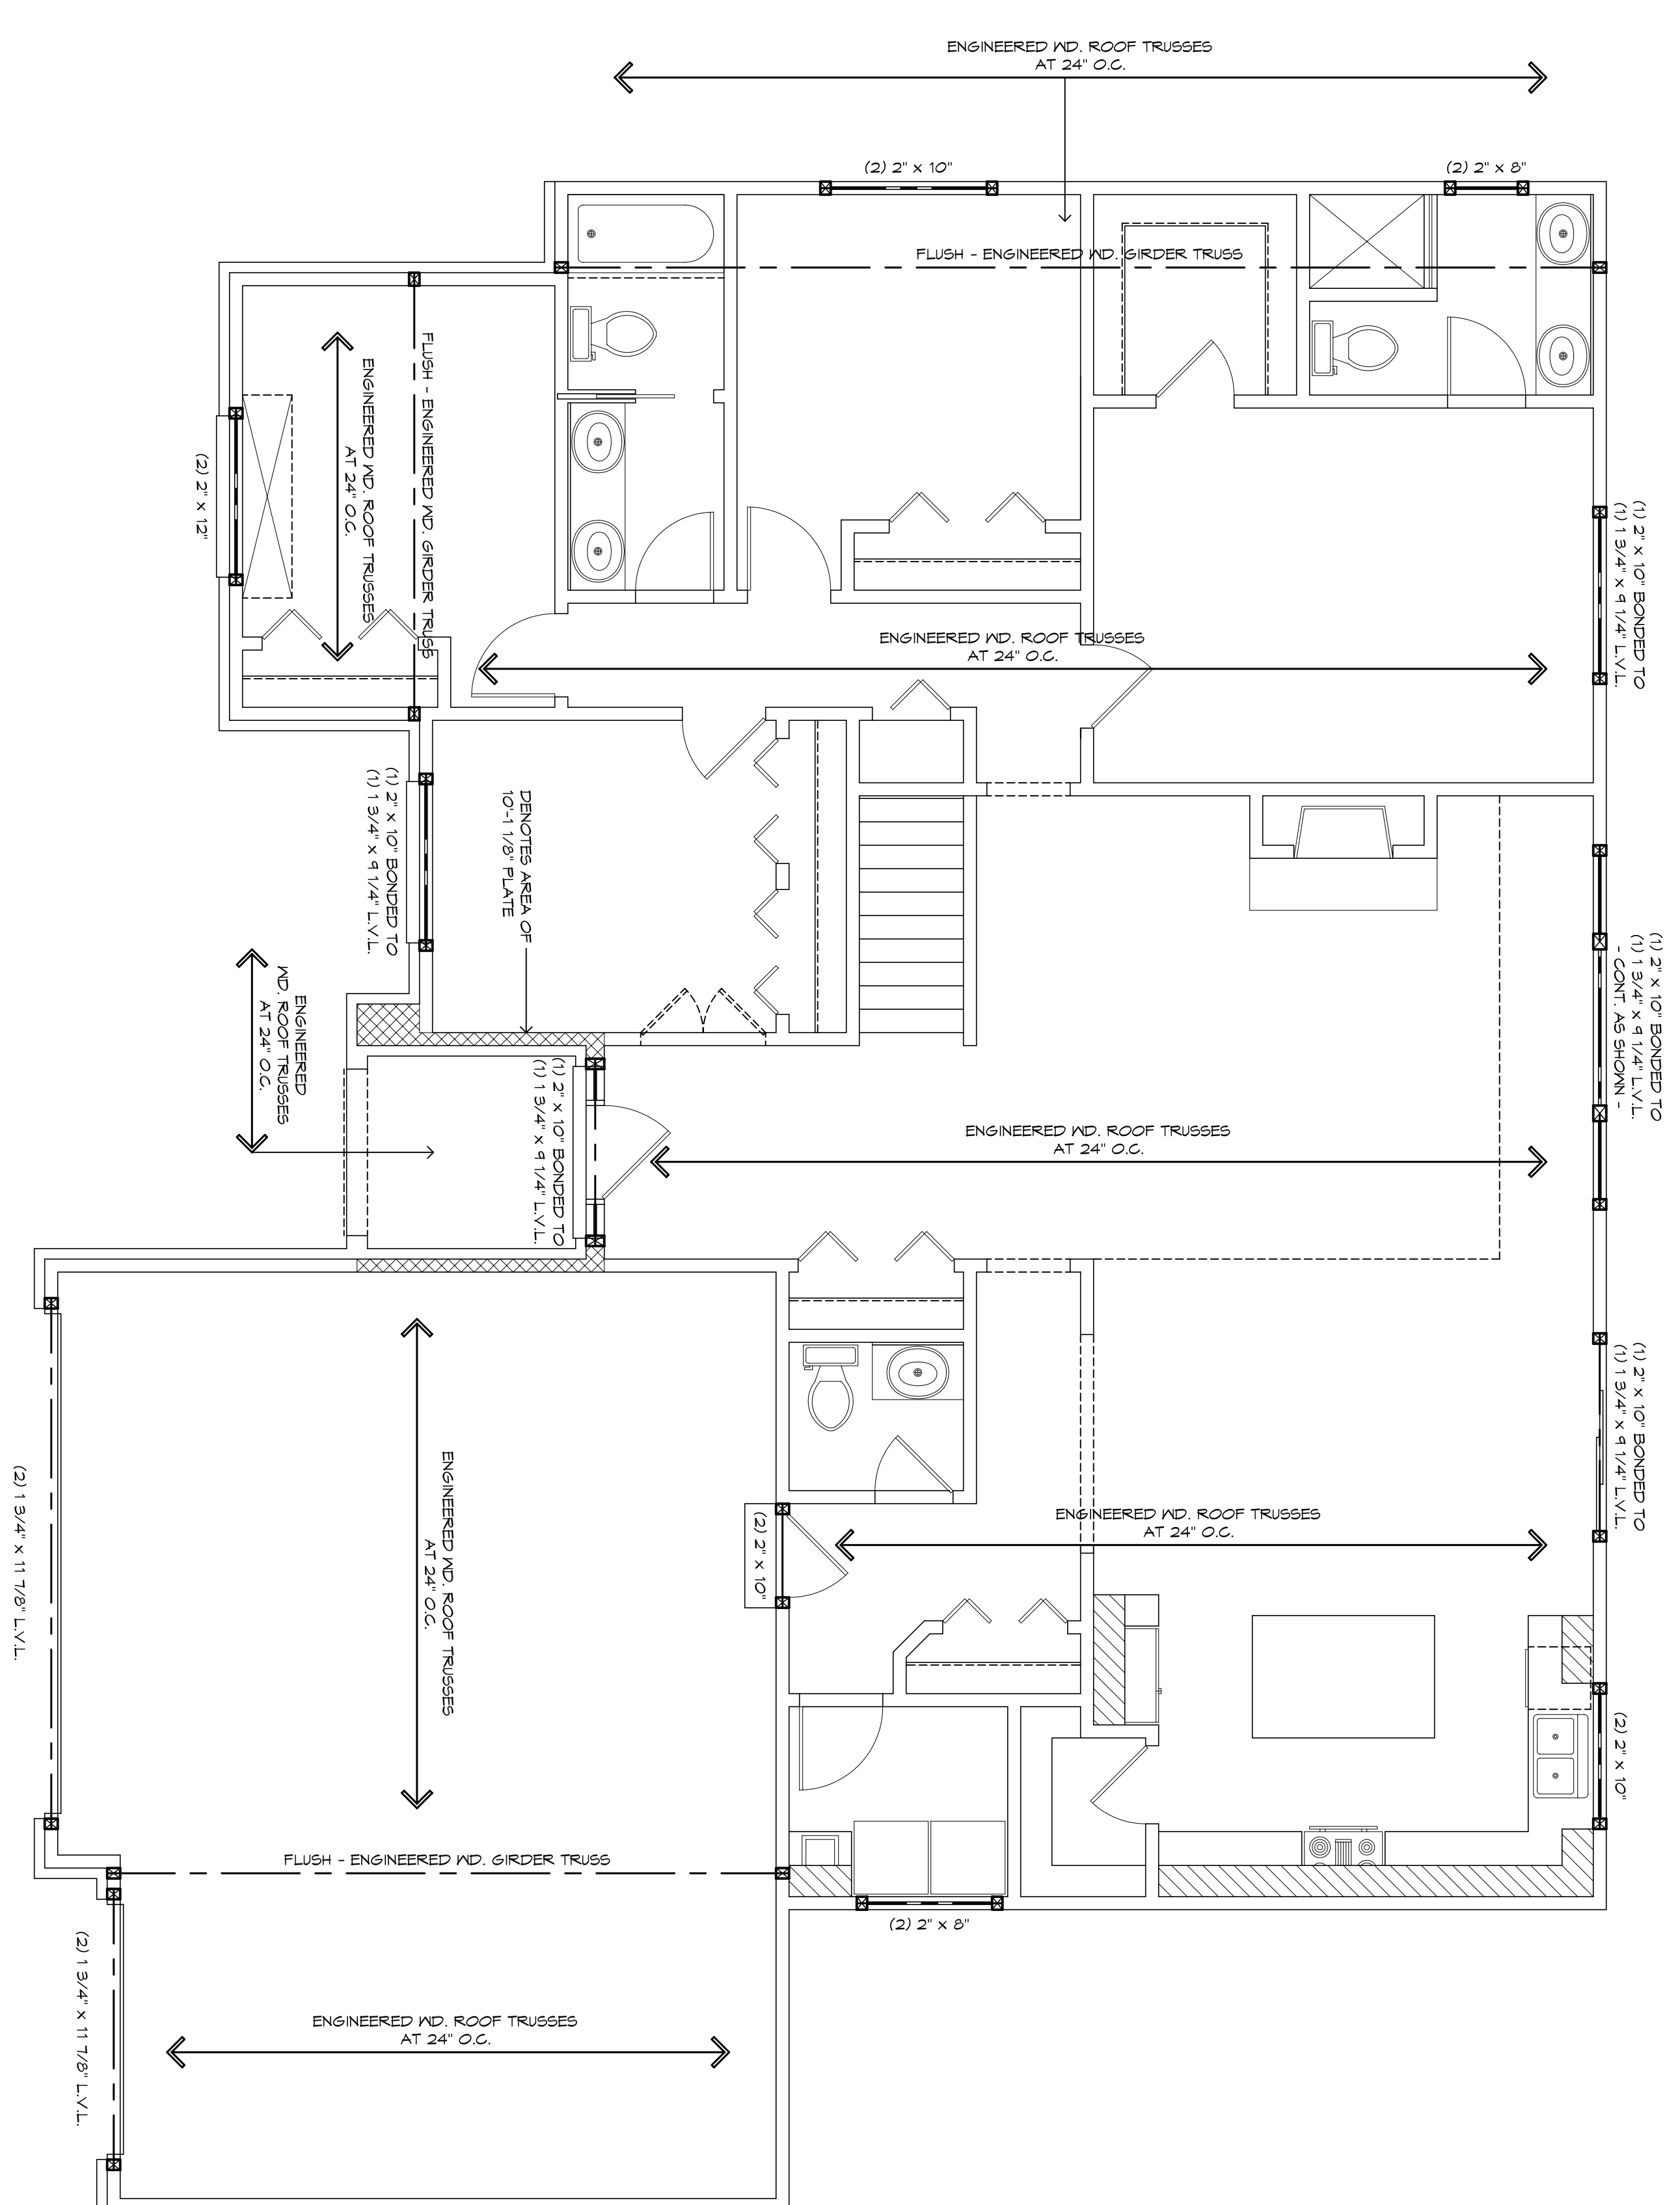 ENGINEERED WD. ROOF TRUSSES
AT 24" O.C.
(2) 2" x 10"
(2) 2" x 8"
FLUSH - ENGINEERED WD. GIRDER TRUSS
FLUSH - ENGINEERED WD. GIRDER TRUSS
ENGINEERED WD. ROOF TRUSSES
AT 24" O.C.
(2) 2" x 12"
(1) 2" x 10" BONDED TO
(1) 1 3/4" x 9 1/4" L.V.L.
ENGINEERED WD. ROOF TRUSSES
AT 24" O.C.
(1) 2" x 10" BONDED TO
(1) 1 3/4" x 9 1/4" L.V.L.
DENOTES AREA OF
10'-1 1/8" PLATE
(1) 2" x 10" BONDED TO
(1) 1 3/4" x 9 1/4" L.V.L.
- CONT. AS SHOWN -
ENGINEERED
WD. ROOF TRUSSES
AT 24" O.C.
(1) 2" x 10" BONDED TO
(1) 1 3/4" x 9 1/4" L.V.L.
ENGINEERED WD. ROOF TRUSSES
AT 24" O.C.
(1) 2" x 10" BONDED TO
(1) 1 3/4" x 9 1/4" L.V.L.
ENGINEERED WD. ROOF TRUSSES
AT 24" O.C.
(2) 1 3/4" x 11 7/8" L.V.L.
(2) 2" x 10"
ENGINEERED WD. ROOF TRUSSES
AT 24" O.C.
(2) 2" x 10"
FLUSH - ENGINEERED WD. GIRDER TRUSS
(2) 2" x 8"
(2) 1 3/4" x 11 7/8" L.V.L.
ENGINEERED WD. ROOF TRUSSES
AT 24" O.C.